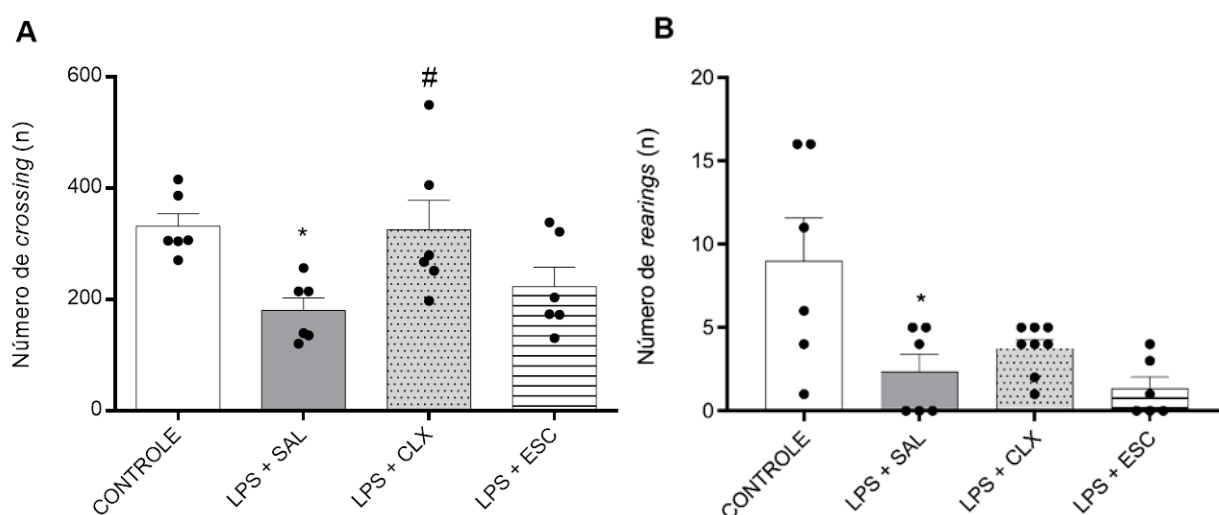 A
Número de crossing (n)
600
400
200
0
*
#
CONTROLE
LPS + SAL
LPS + CLX
LPS + ESC
B
Número de rearings (n)
20
15
10
5
0
*
CONTROLE
LPS + SAL
LPS + CLX
LPS + ESC